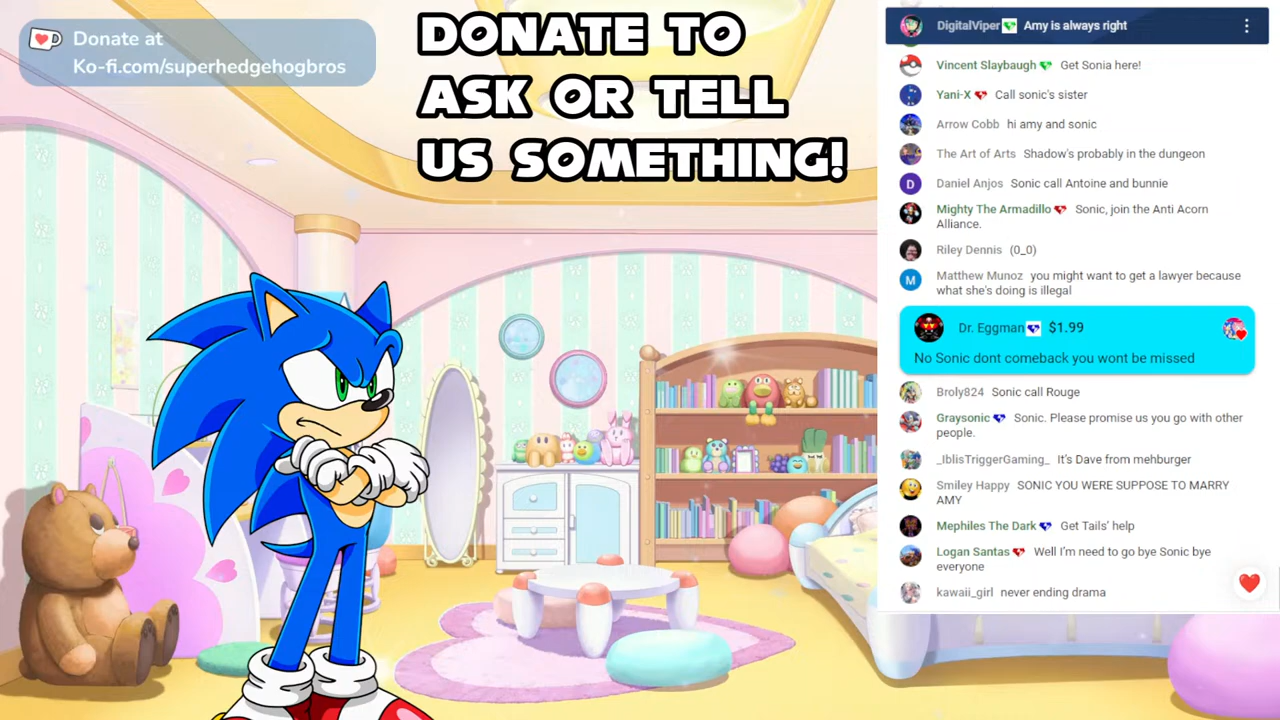 Donate at
Ko-fi.com/superhedgehogbros
DONATE TO
ASK OR TELL
US SOMETHING!
DigitalViper Amy is always right
Vincent Slaybaugh Get Sonia here!
Yani-X Call sonic's sister
Arrow Cobb hi amy and sonic
The Art of Arts Shadow's probably in the dungeon
D Daniel Anjos Sonic call Antoine and bunnie
Mighty The Armadillo Sonic, join the Anti Acorn
Alliance.
Riley Dennis (0_0)
M Matthew Munoz you might want to get a lawyer because
what she's doing is illegal
Dr. Eggman $1.99
No Sonic dont comeback you wont be missed
Broly824 Sonic call Rouge
Graysonic Sonic. Please promise us you go with other
people.
_IblisTriggerGaming_ It's Dave from mehburger
Smiley Happy SONIC YOU WERE SUPPOSE TO MARRY
AMY
Mephiles The Dark Get Tails' help
Logan Santas Well I'm need to go bye Sonic bye
everyone
kawaii_girl never ending drama